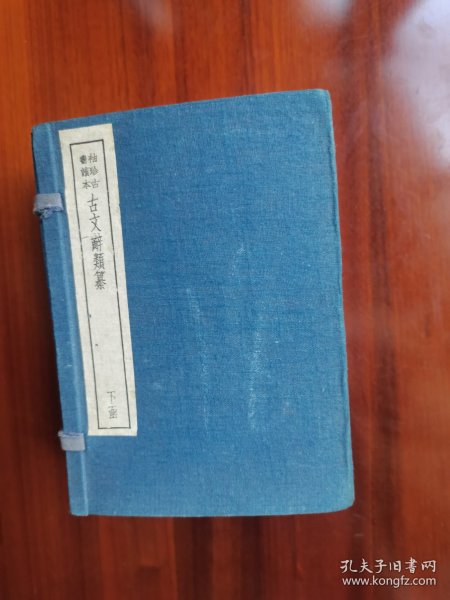 袖珍古
書讀本
古文辭類纂
下函
孔夫子旧书网
www.kongfz.com